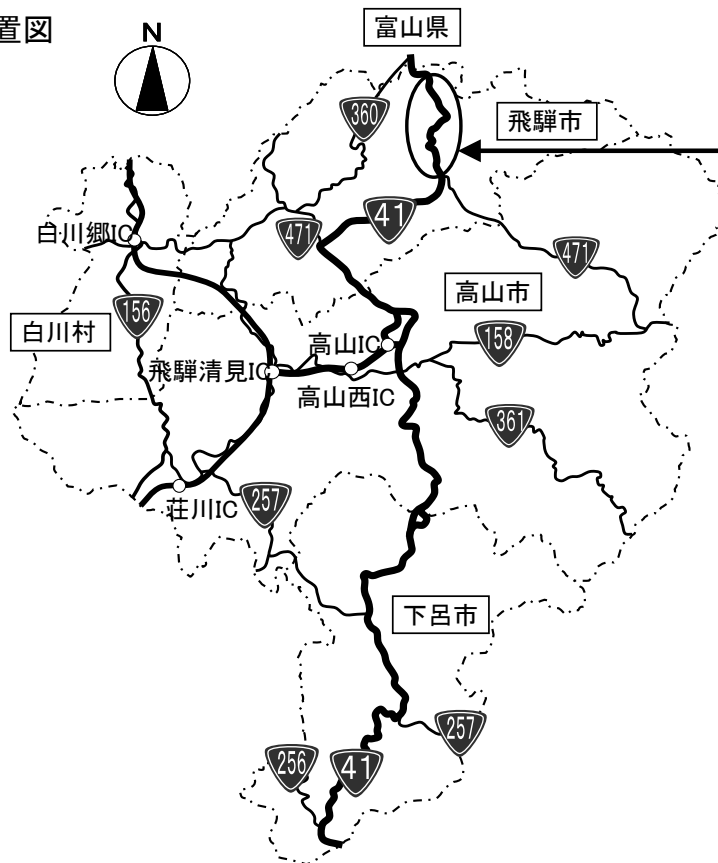 置図
N
富山県
360
飛騨市
41
471
白川郷IC
471
高山市
156
白川村
高山IC
158
飛騨清見IC
高山西IC
361
荘川IC
257
下呂市
257
256
41